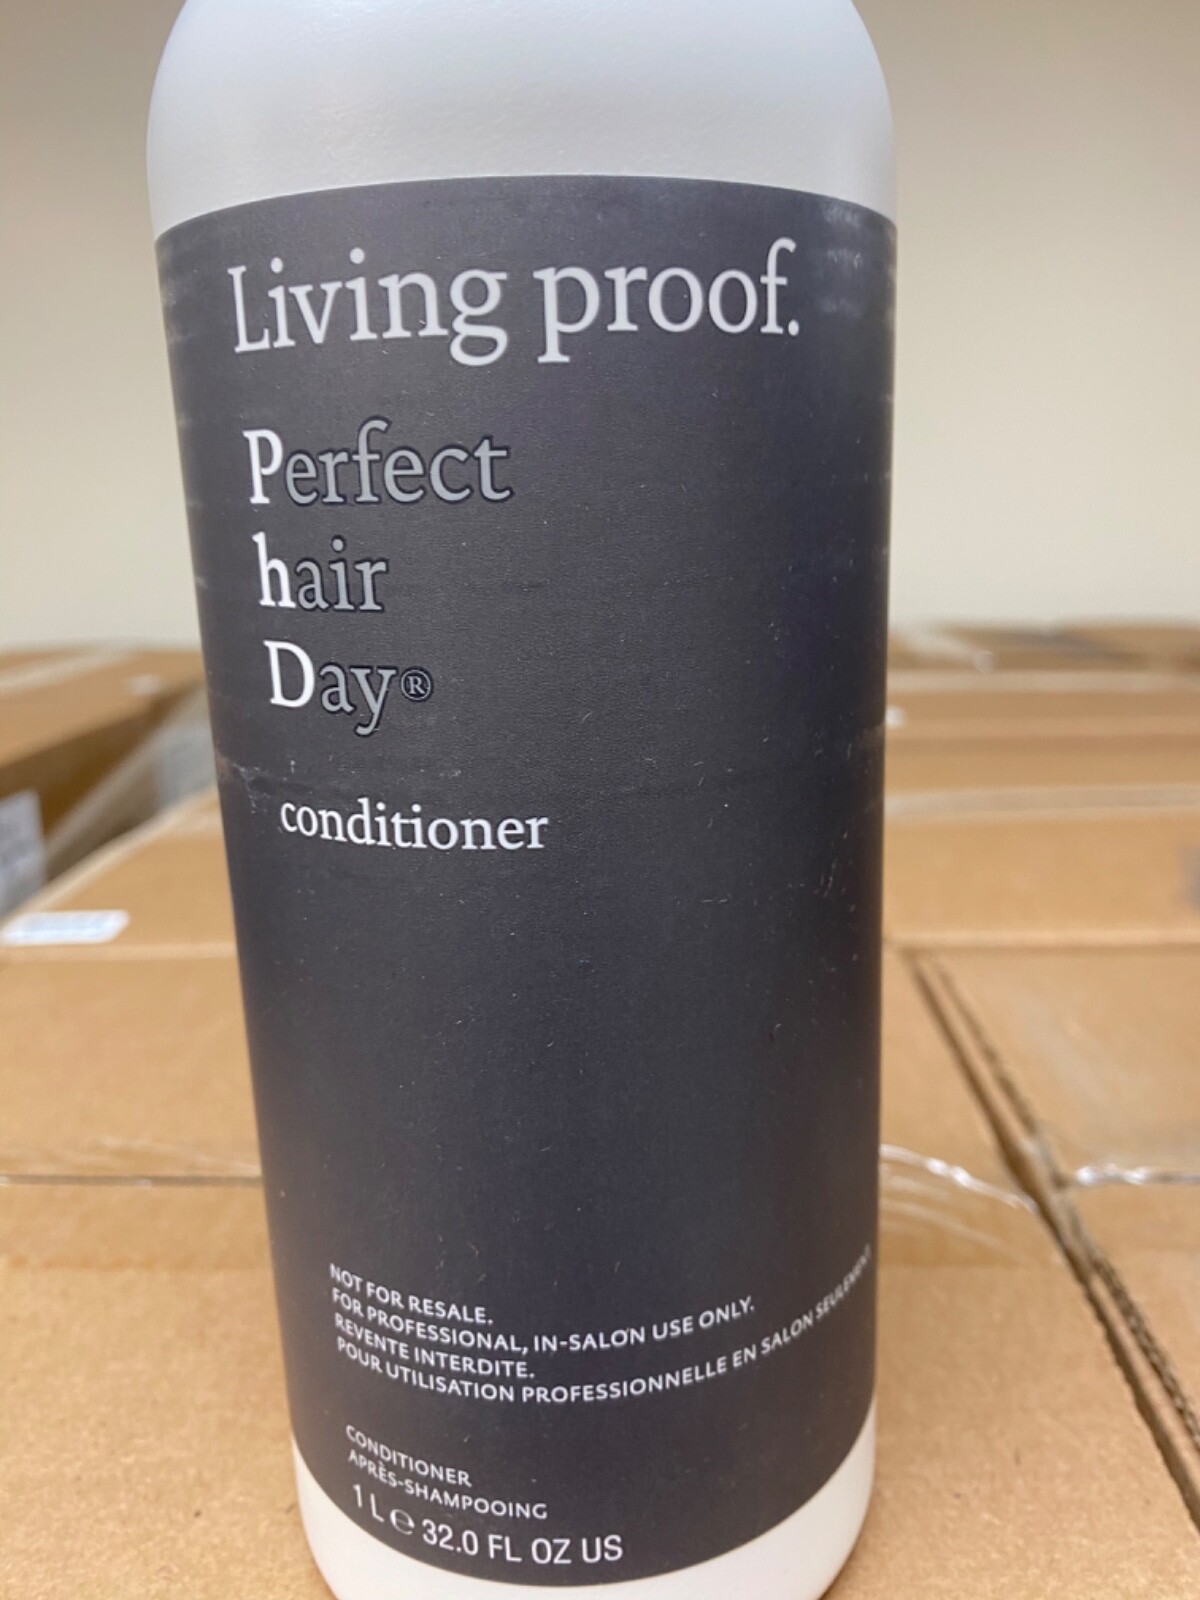 Living proof.
Perfect
hair
Day®
conditioner
NOT FOR RESALE.
FOR PROFESSIONAL, IN-SALON USE ONLY.
REVENTE INTERDITE.
POUR UTILISATION PROFESSIONNELLE EN SALON SEULEMENT
CONDITIONER
APRÈS-SHAMPOOING
1 L ℮ 32.0 FL OZ US